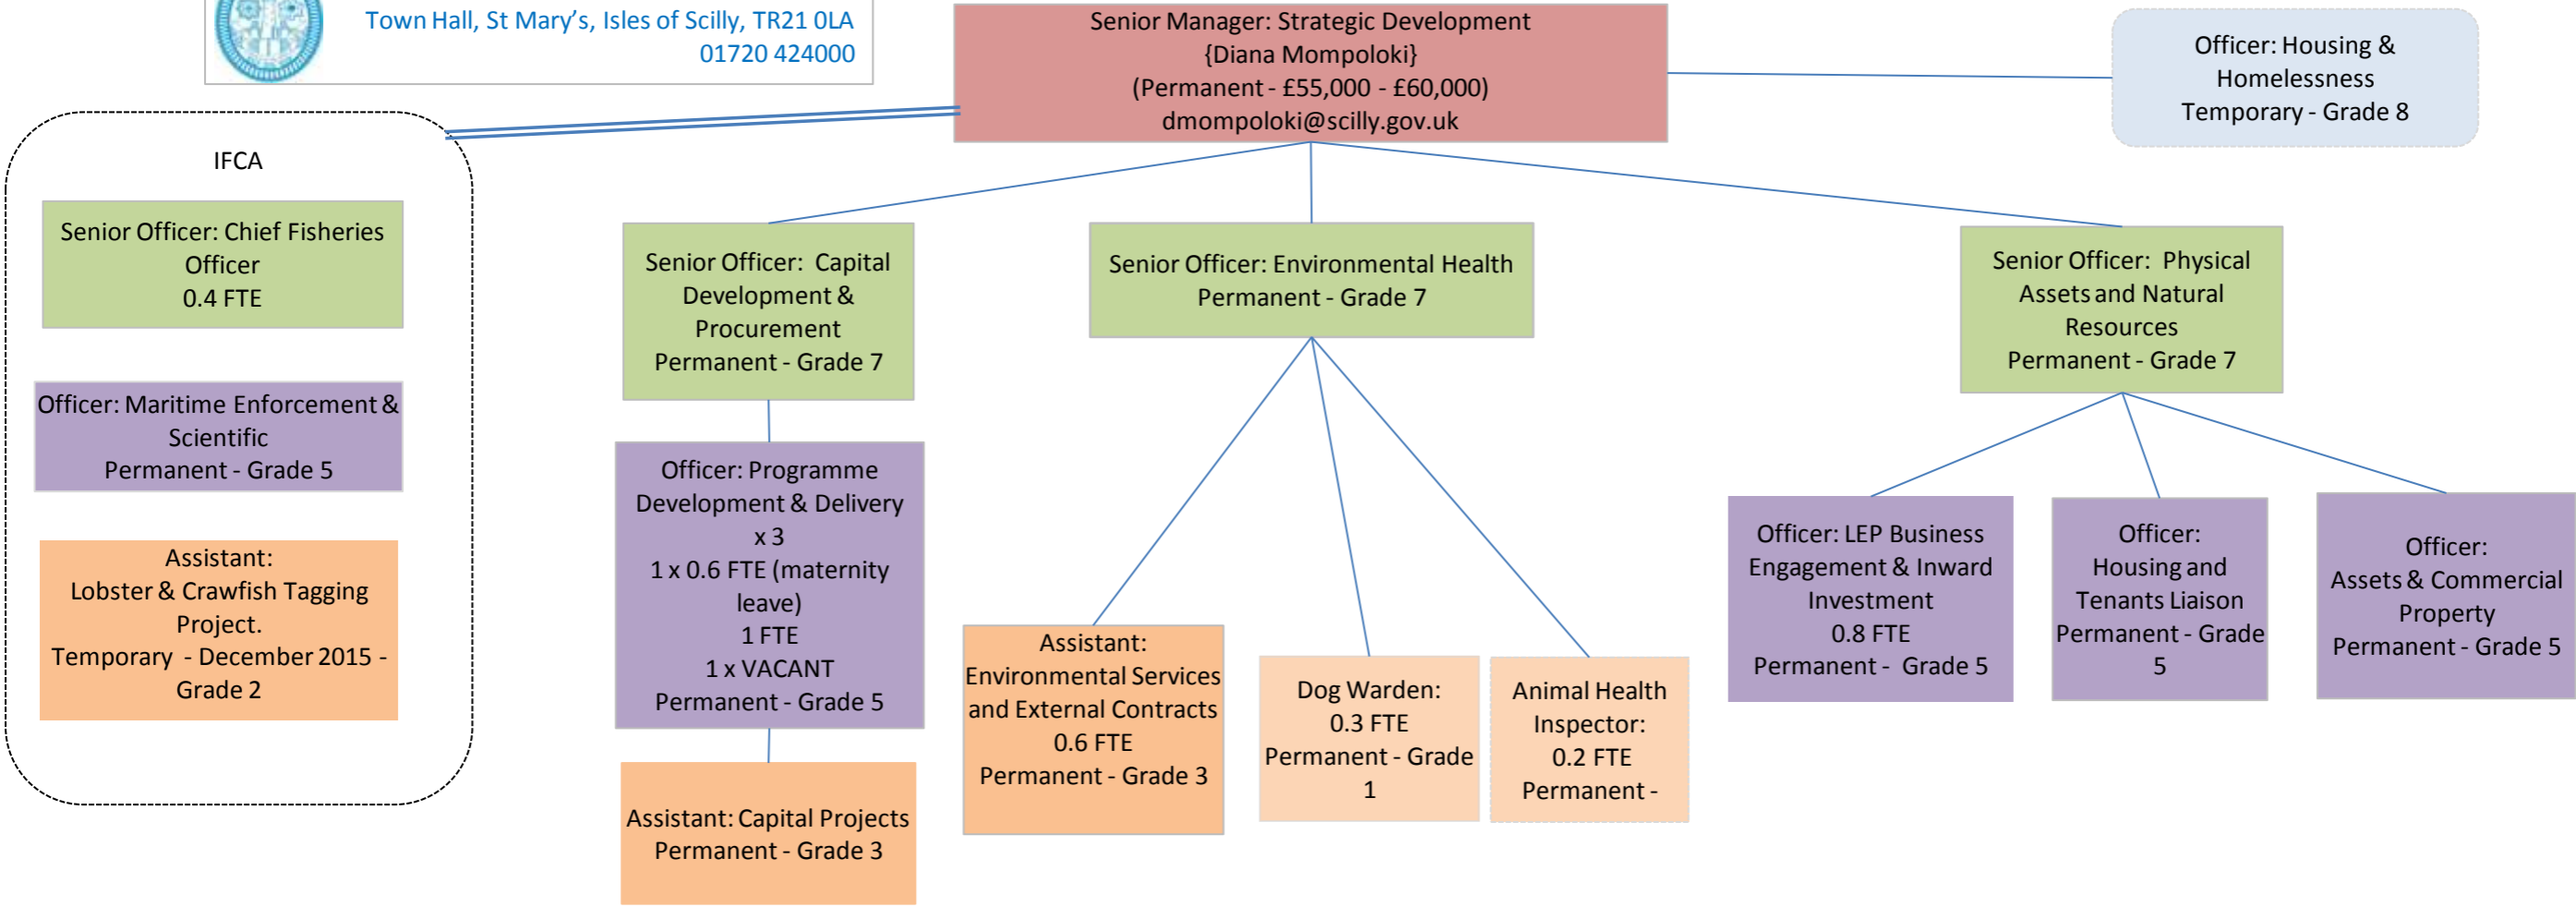 Town Hall, St Mary's, Isles of Scilly, TR21 0LA
01720 424000
Senior Manager: Strategic Development
{Diana Mompoloki}
(Permanent - £55,000 - £60,000)
dmompoloki@scilly.gov.uk
Officer: Housing &
Homelessness
Temporary - Grade 8
IFCA
Senior Officer: Chief Fisheries
Officer
0.4 FTE
Officer: Maritime Enforcement &
Scientific
Permanent - Grade 5
Assistant:
Lobster & Crawfish Tagging
Project.
Temporary - December 2015 -
Grade 2
Senior Officer: Capital
Development &
Procurement
Permanent - Grade 7
Officer: Programme
Development & Delivery
x 3
1 x 0.6 FTE (maternity
leave)
1 FTE
1 x VACANT
Permanent - Grade 5
Assistant: Capital Projects
Permanent - Grade 3
Senior Officer: Environmental Health
Permanent - Grade 7
Assistant:
Environmental Services
and External Contracts
0.6 FTE
Permanent - Grade 3
Dog Warden:
0.3 FTE
Permanent - Grade
1
Animal Health
Inspector:
0.2 FTE
Permanent -
Senior Officer: Physical
Assets and Natural
Resources
Permanent - Grade 7
Officer: LEP Business
Engagement & Inward
Investment
0.8 FTE
Permanent - Grade 5
Officer:
Housing and
Tenants Liaison
Permanent - Grade
5
Officer:
Assets & Commercial
Property
Permanent - Grade 5